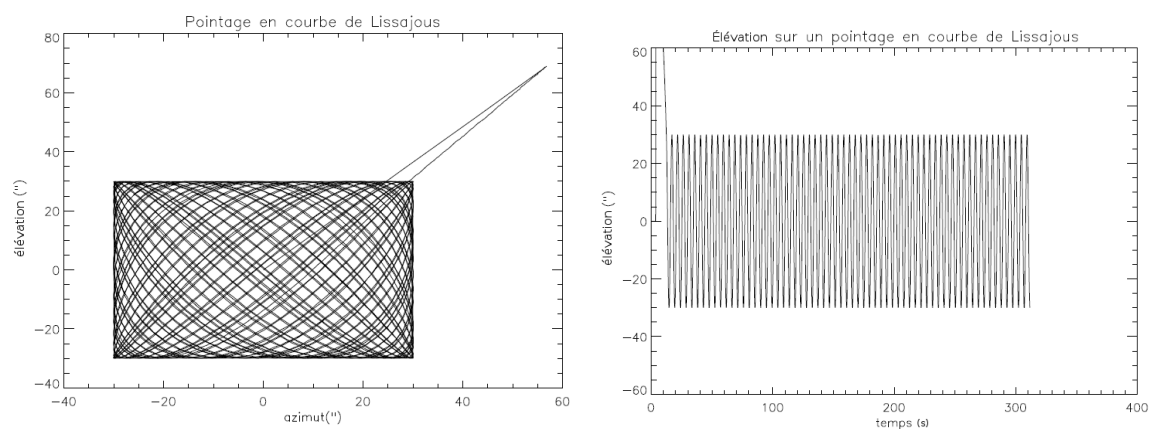 Pointage en courbe de Lissajous
80
60
40
20
0
−20
−40
élévation (")
−40 −20 0 20 40 60
azimut(")
Élévation sur un pointage en courbe de Lissajous
60
40
20
0
−20
−40
−60
élévation (")
0 100 200 300 400
temps (s)